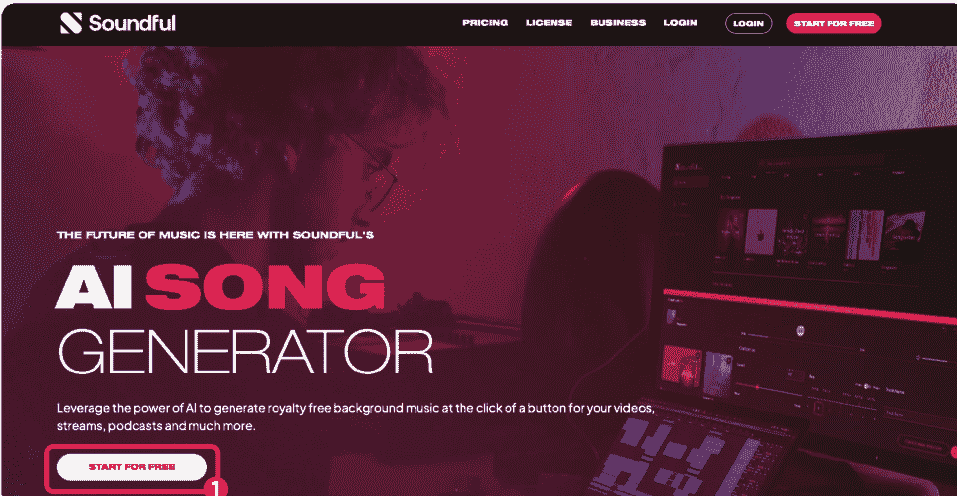 Soundful
PRICING LICENSE BUSINESS LOGIN LOGIN START FOR FREE
THE FUTURE OF MUSIC IS HERE WITH SOUNDFUL'S
AI SONG
GENERATOR
Leverage the power of AI to generate royalty free background music at the click of a button for your videos,
streams, podcasts and much more.
START FOR FREE
1